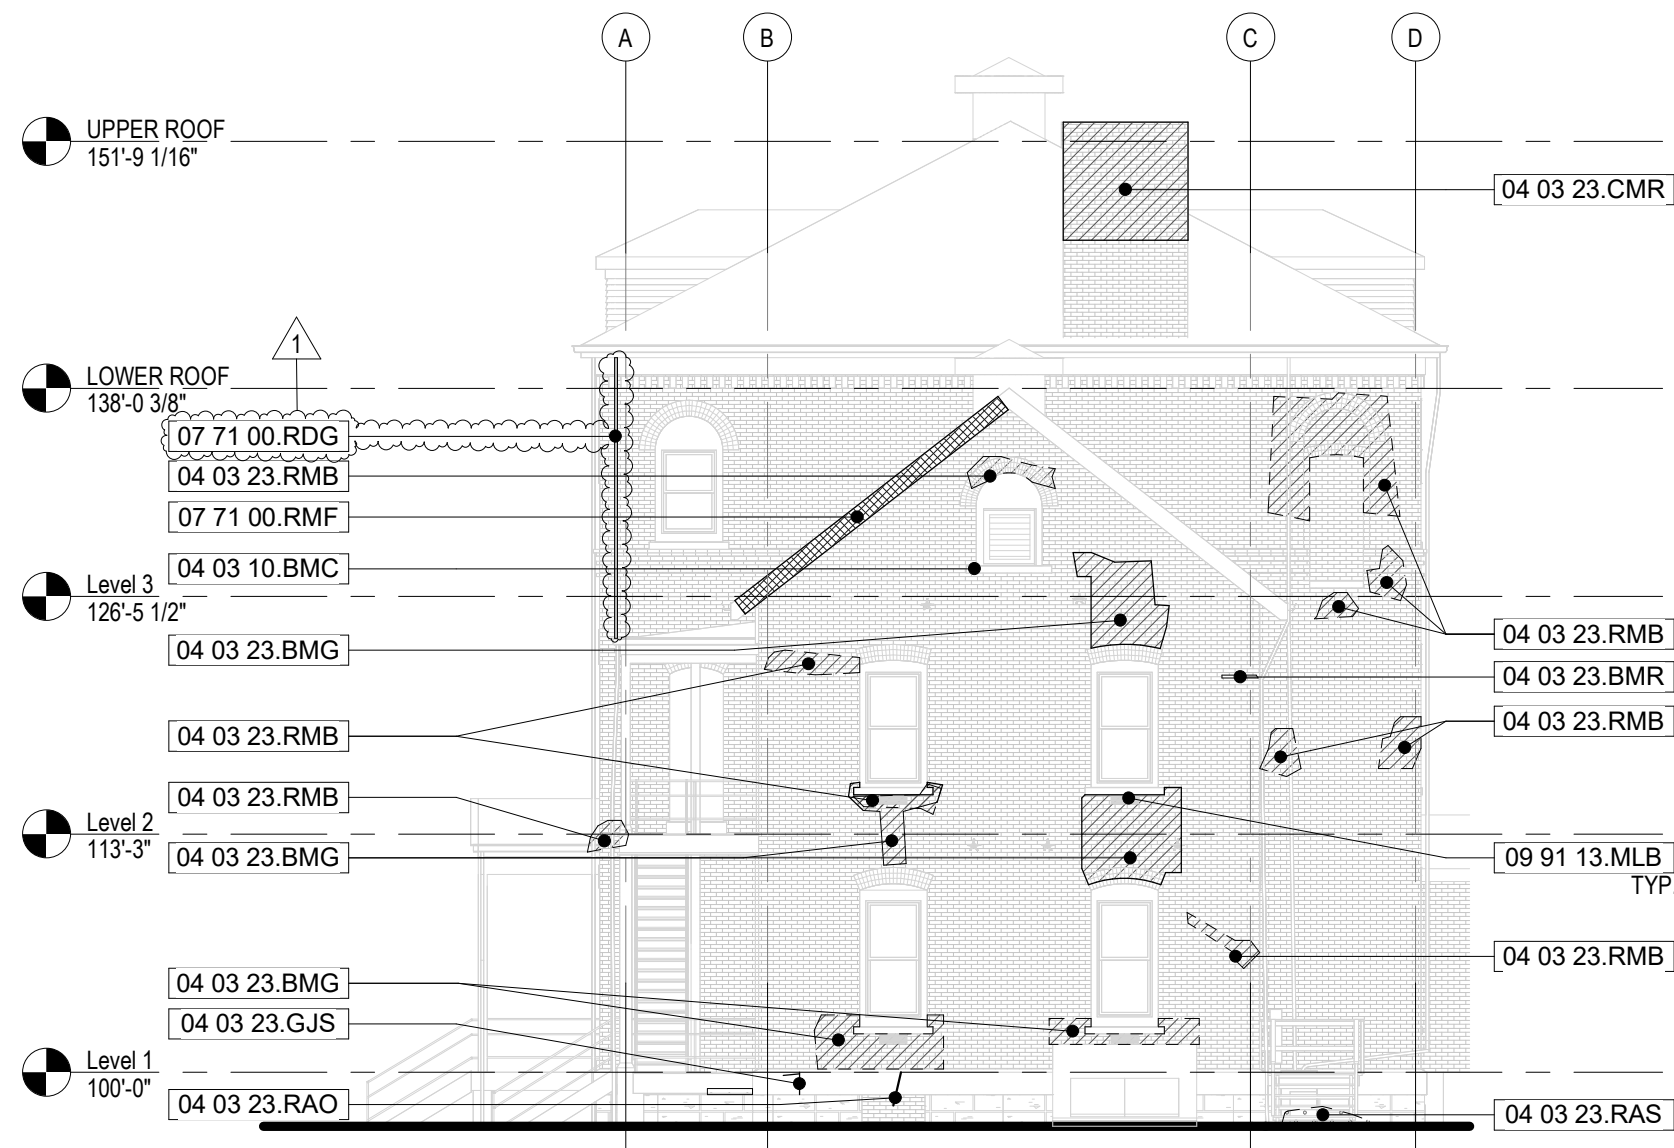 A
B
C
D
UPPER ROOF
151'-9 1/16"
04 03 23.CMR
1
LOWER ROOF
138'-0 3/8"
07 71 00.RDG
04 03 23.RMB
07 71 00.RMF
04 03 10.BMC
Level 3
126'-5 1/2"
04 03 23.BMG
04 03 23.RMB
04 03 23.BMR
04 03 23.RMB
04 03 23.RMB
04 03 23.RMB
Level 2
113'-3"
04 03 23.BMG
09 91 13.MLB
TYP.
04 03 23.RMB
04 03 23.BMG
04 03 23.GJS
Level 1
100'-0"
04 03 23.RAO
04 03 23.RAS